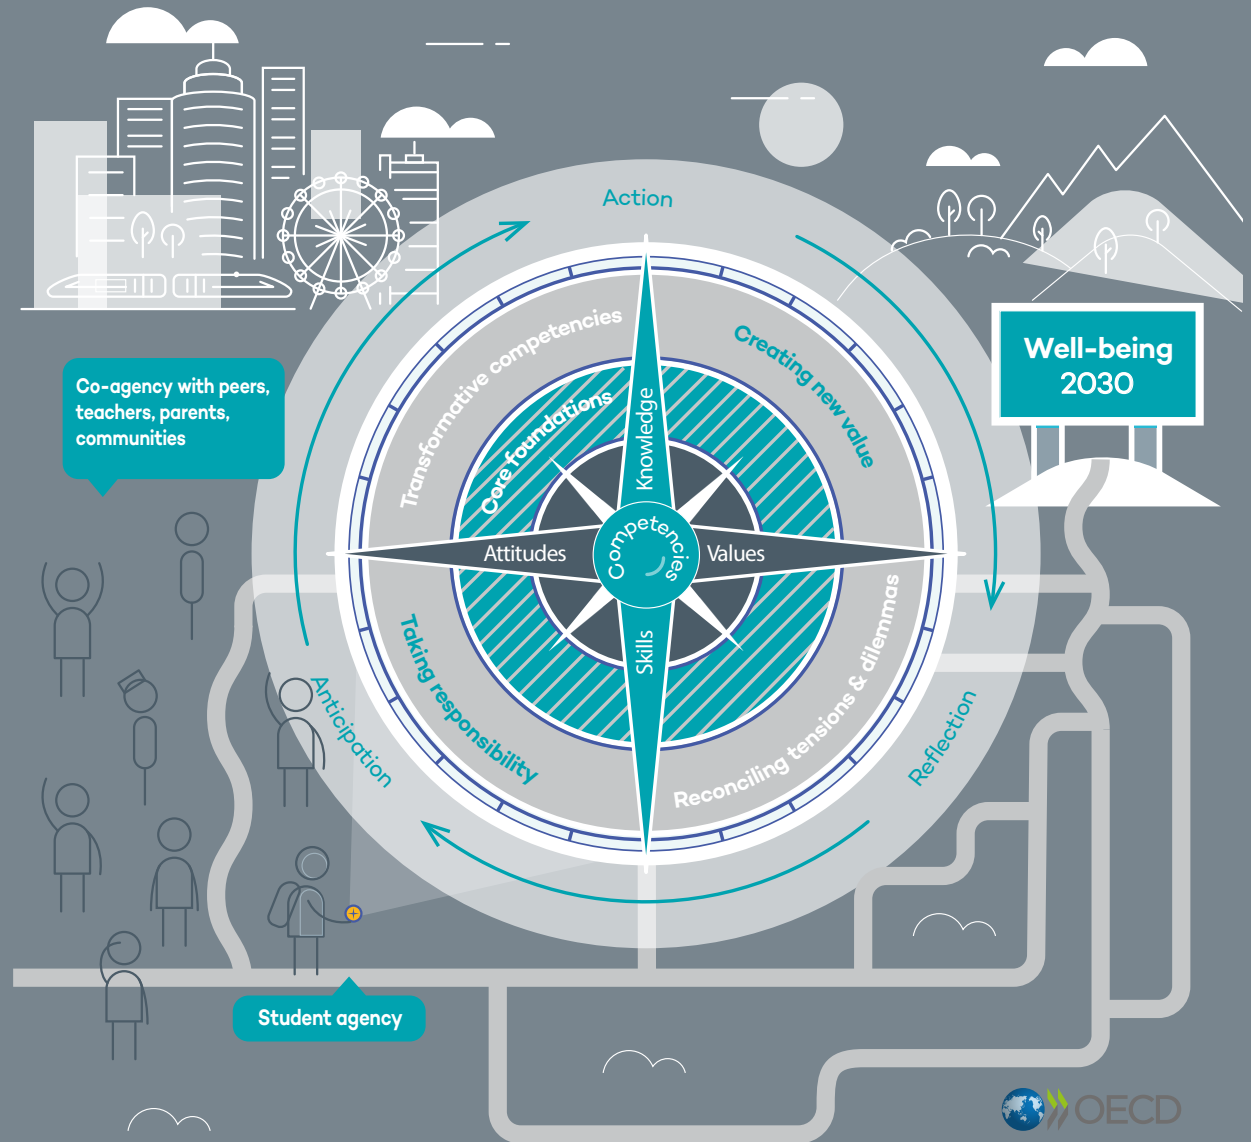 Action
Transformative competencies
Creating new value
Well-being
2030
Co-agency with peers,
teachers, parents,
communities
Core foundations
Knowledge
Competencies
Attitudes
Values
Skills
Taking responsibility
Reconciling tensions & dilemmas
Anticipation
Reflection
Student agency
OECD